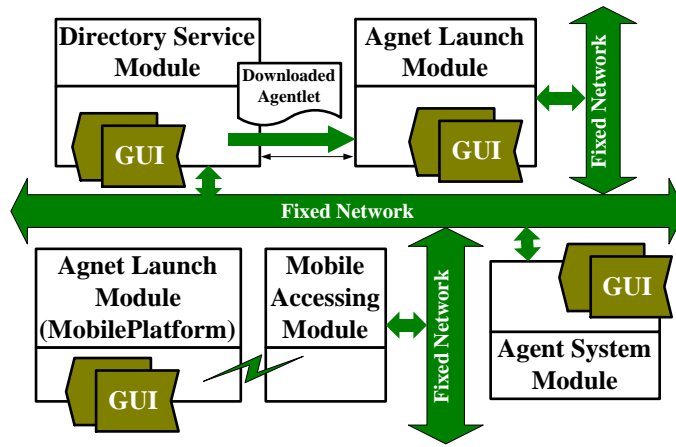 Directory Service
Module
Downloaded
Agentlet
Agnet Launch
Module
GUI
GUI
Fixed Network
Fixed Network
Agnet Launch
Module
(MobilePlatform)
GUI
Mobile
Accessing
Module
Fixed Network
GUI
Agent System
Module